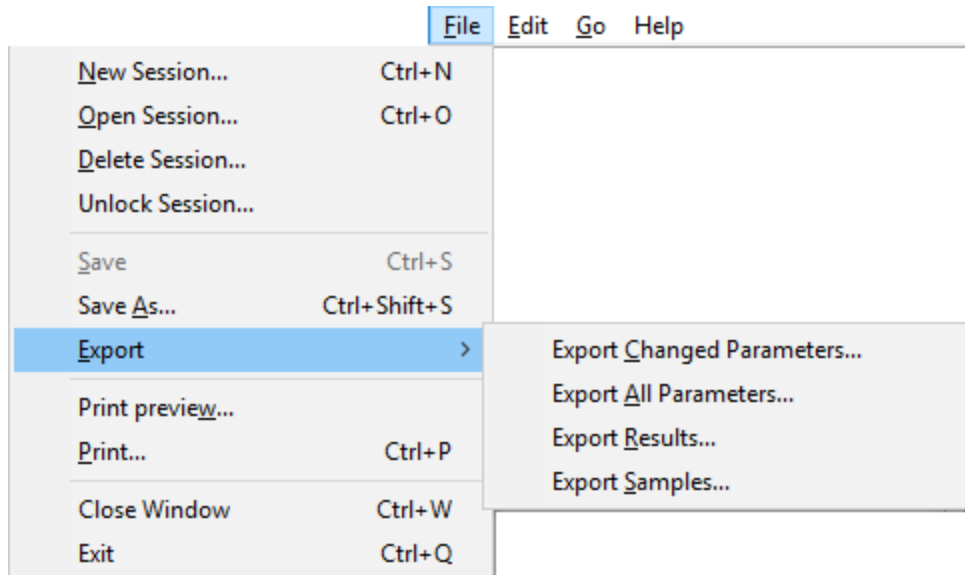 File Edit Go Help
New Session... Ctrl+N
Open Session... Ctrl+O
Delete Session...
Unlock Session...
Save Ctrl+S
Save As... Ctrl+Shift+S
Export >
Export Changed Parameters...
Export All Parameters...
Export Results...
Export Samples...
Print preview...
Print... Ctrl+P
Close Window Ctrl+W
Exit Ctrl+Q